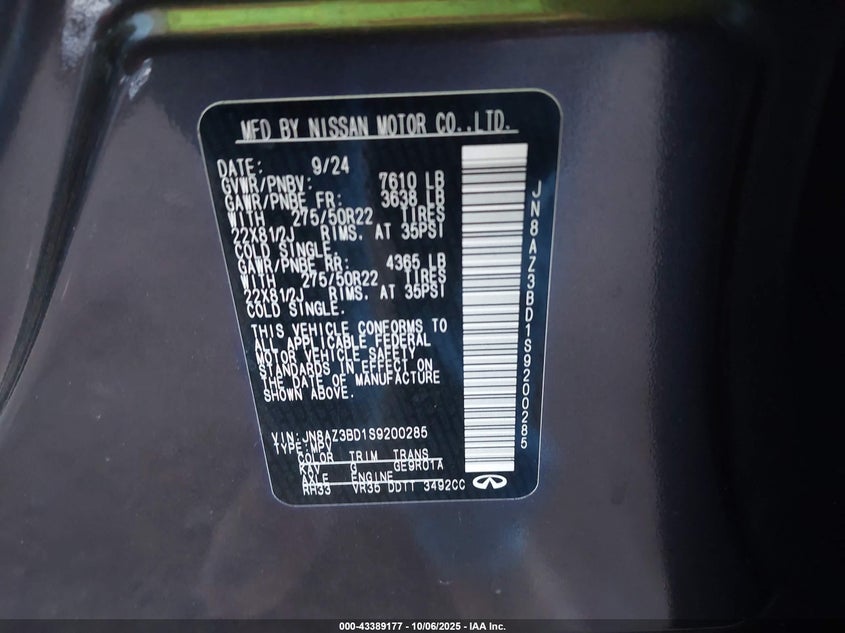 MFD BY NISSAN MOTOR CO.,LTD.
DATE: 9/24
GVWR/PNBV: 7610 LB
GAWR/PNBE FR: 3638 LB
WITH 275/50R22 TIRES
22X81/2J RIMS. AT 35PSI
COLD SINGLE.
GAWR/PNBE RR: 4365 LB
WITH 275/50R22 TIRES
22X81/2J RIMS. AT 35PSI
COLD SINGLE.
THIS VEHICLE CONFORMS TO
ALL APPLICABLE FEDERAL
MOTOR VEHICLE SAFETY
STANDARDS IN EFFECT ON
THE DATE OF MANUFACTURE
SHOWN ABOVE.
VIN:JN8AZ3BD1S9200285
TYPE:MPV
COLOR TRIM TRANS
KAV G GE9R01A
AXLE ENGINE
RH33 VR35 DDTT 3492CC
JN8AZ3BD1S9200285
000-43389177 - 10/06/2025 - IAA Inc.